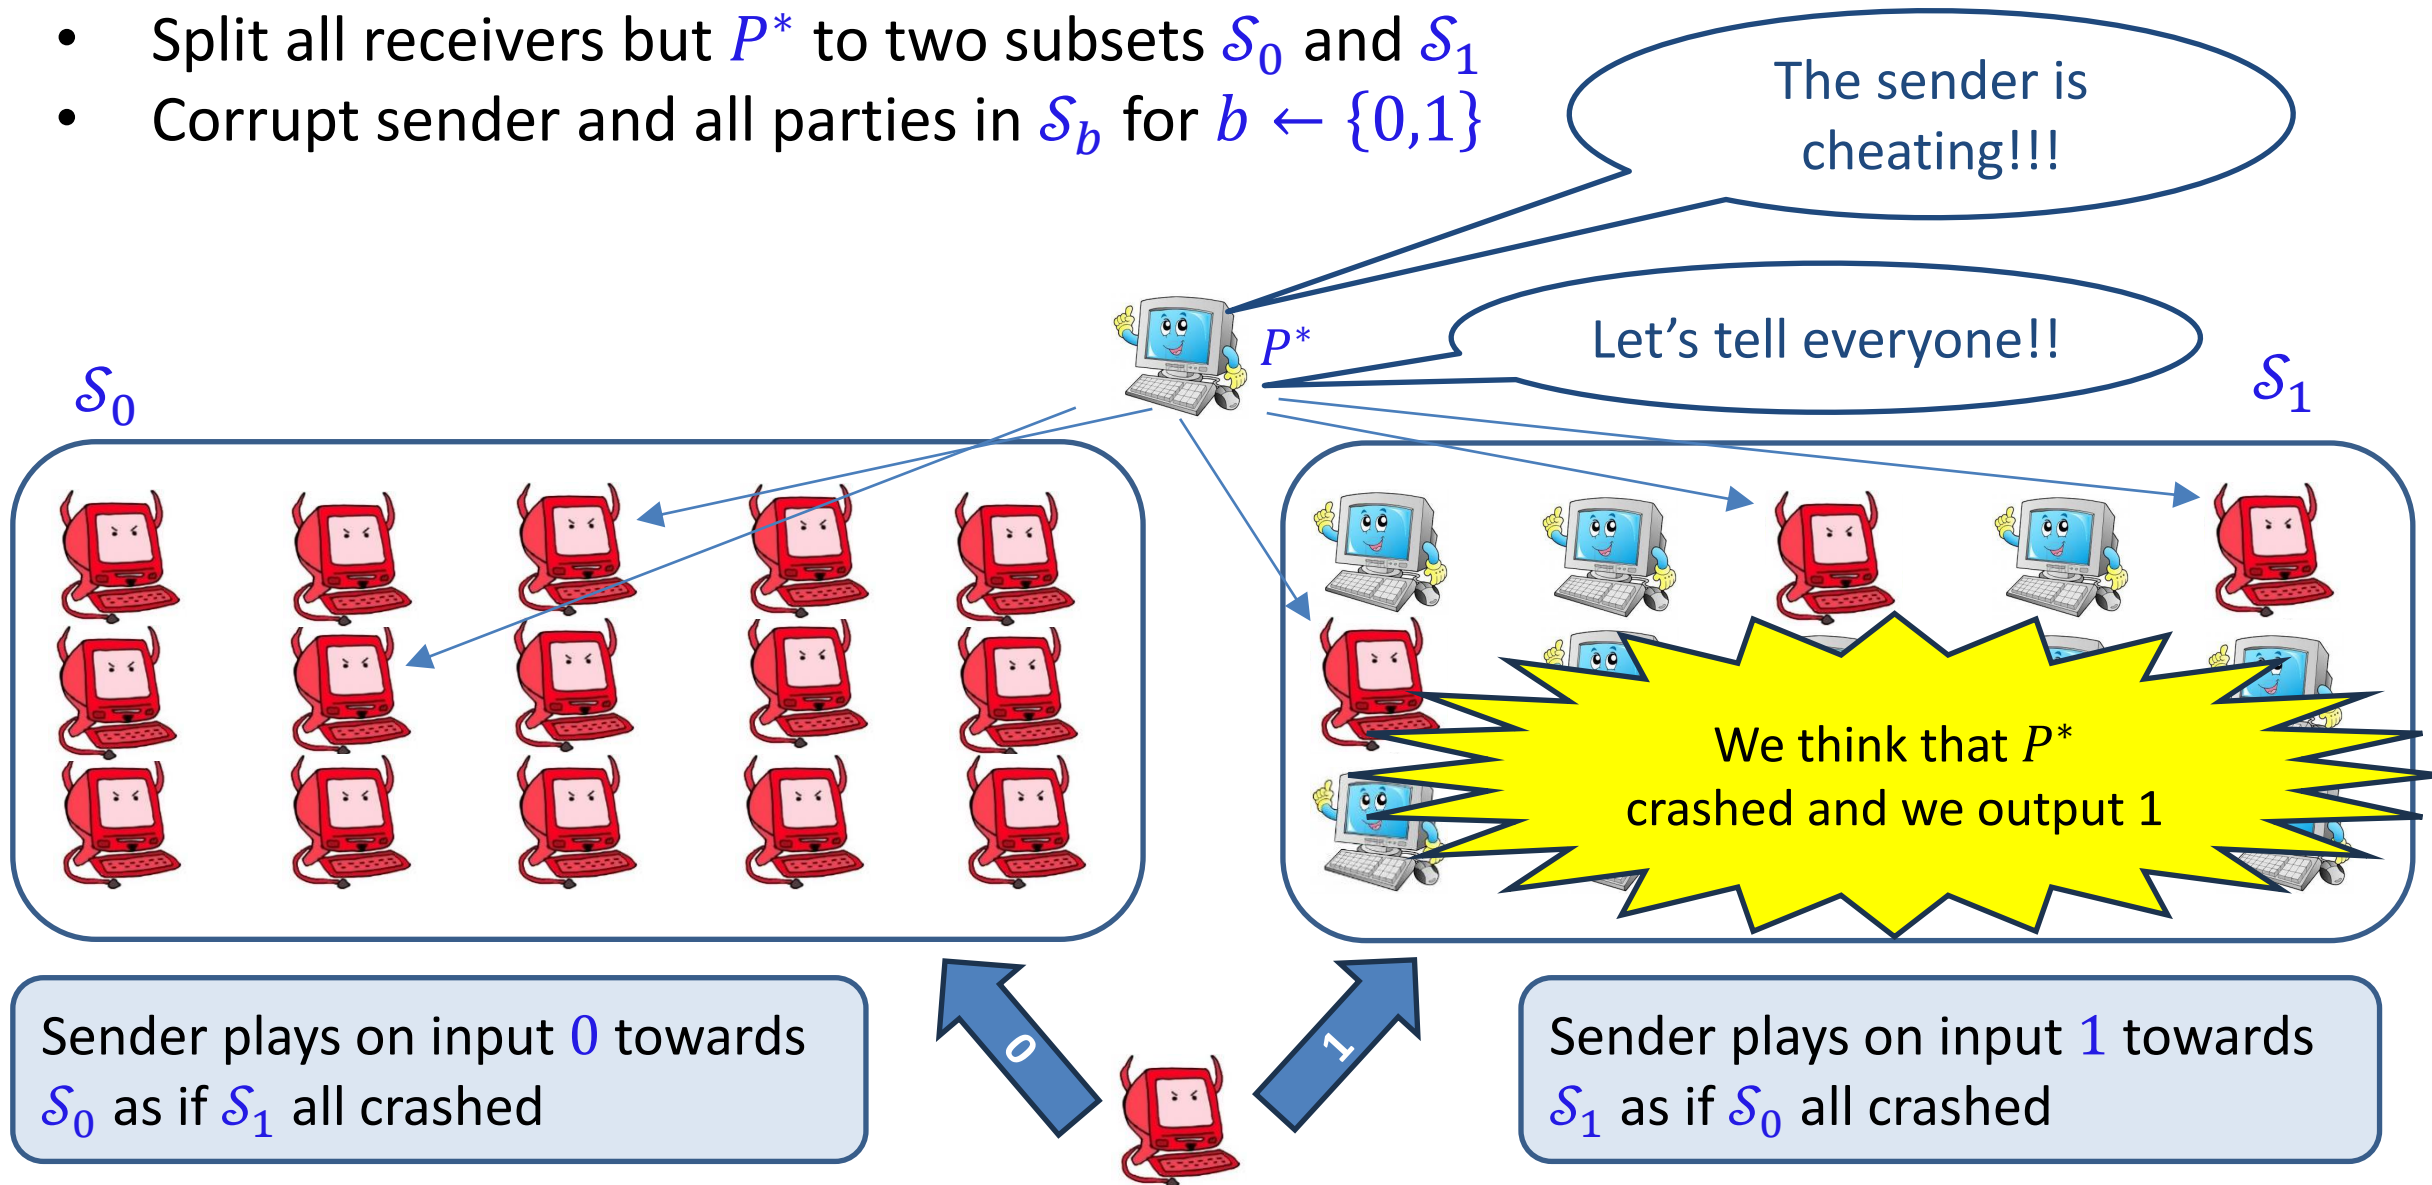 • Split all receivers but P* to two subsets 𝒮₀ and 𝒮₁
• Corrupt sender and all parties in 𝒮_b for b ← {0,1}
The sender is
cheating!!!
P*
Let’s tell everyone!!
𝒮₀
𝒮₁
We think that P*
crashed and we output 1
0
1
Sender plays on input 0 towards
𝒮₀ as if 𝒮₁ all crashed
Sender plays on input 1 towards
𝒮₁ as if 𝒮₀ all crashed